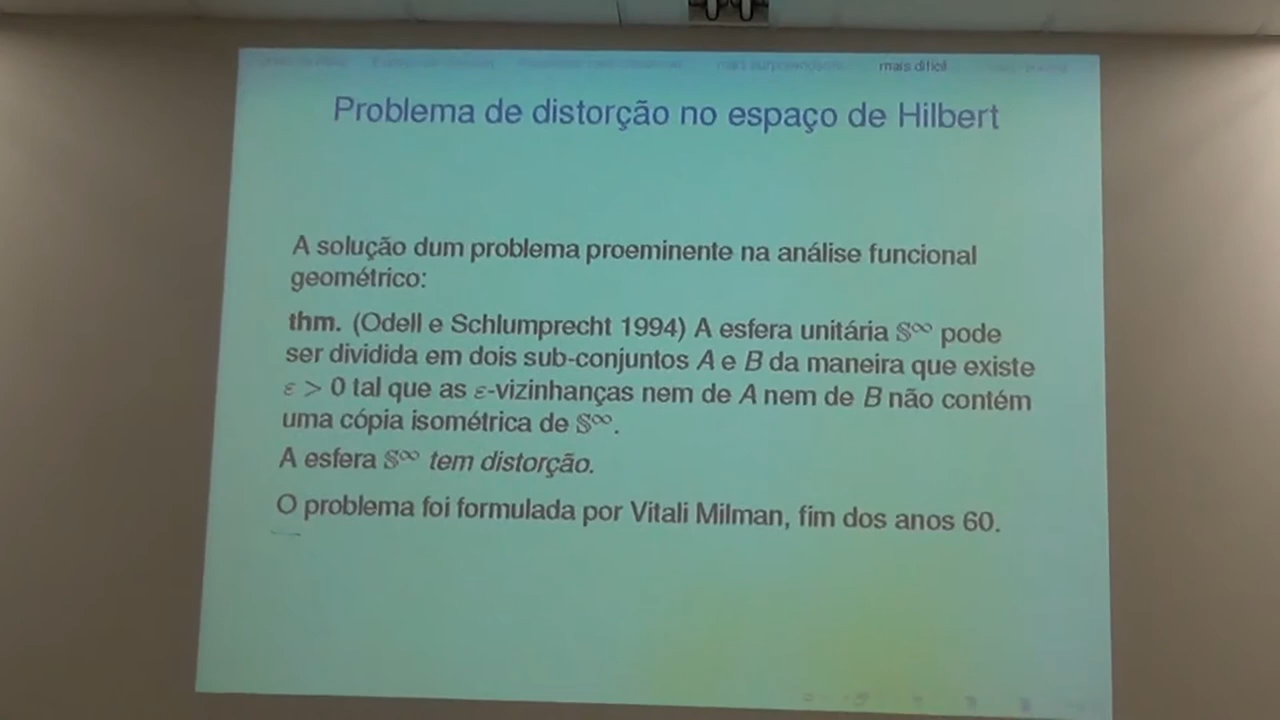 mais difícil
Problema de distorção no espaço de Hilbert
A solução dum problema proeminente na análise funcional
geométrico:
thm. (Odell e Schlumprecht 1994) A esfera unitária 𝕊∞ pode
ser dividida em dois sub-conjuntos A e B da maneira que existe
ε > 0 tal que as ε-vizinhanças nem de A nem de B não contém
uma cópia isométrica de 𝕊∞.
A esfera 𝕊∞ tem distorção.
O problema foi formulada por Vitali Milman, fim dos anos 60.